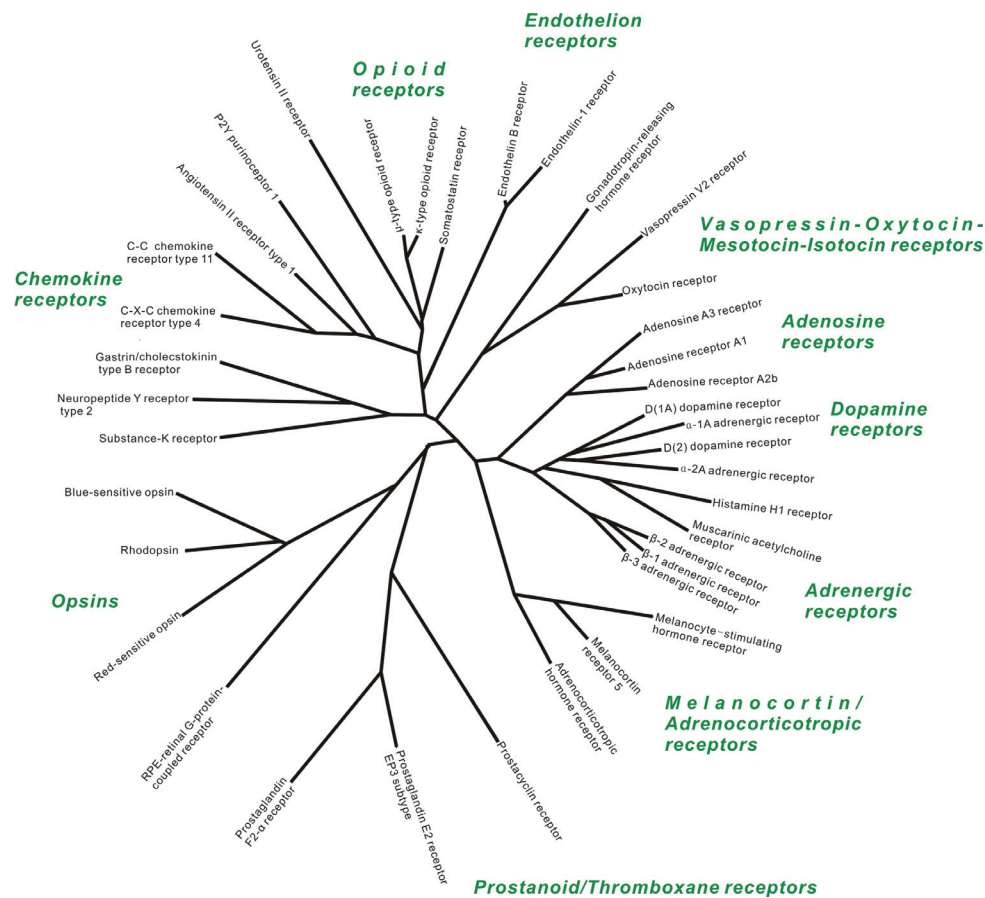 Endothelion
receptors
Opioid
receptors
Urotensin II receptor
P2Y purinoceptor 1
Angiotensin II receptor type 1
C-C chemokine
receptor type 11
Chemokine
receptors
C-X-C chemokine
receptor type 4
Gastrin/cholecstokinin
type B receptor
Neuropeptide Y receptor
type 2
Substance-K receptor
μ-type opioid receptor
κ-type opioid receptor
Somatostatin receptor
Endothelin B receptor
Endothelin-1 receptor
Gonadotropin-releasing
hormone receptor
Vasopressin V2 receptor
Vasopressin-Oxytocin-
Mesotocin-Isotocin receptors
Oxytocin receptor
Adenosine A3 receptor
Adenosine
receptors
Adenosine receptor A1
Adenosine receptor A2b
D(1A) dopamine receptor
α-1A adrenergic receptor
Dopamine
receptors
D(2) dopamine receptor
α-2A adrenergic receptor
Histamine H1 receptor
Muscarinic acetylcholine
receptor
β-2 adrenergic receptor
β-1 adrenergic receptor
β-3 adrenergic receptor
Adrenergic
receptors
Melanocyte-stimulating
hormone receptor
Melanocortin
receptor 5
Adrenocorticotropic
hormone receptor
Melanocortin/
Adrenocorticotropic
receptors
Blue-sensitive opsin
Rhodopsin
Opsins
Red-sensitive opsin
RPE-retinal G-protein-
coupled receptor
Prostaglandin
F2-α receptor
Prostaglandin E2 receptor
EP3 subtype
Prostacyclin receptor
Prostanoid/Thromboxane receptors